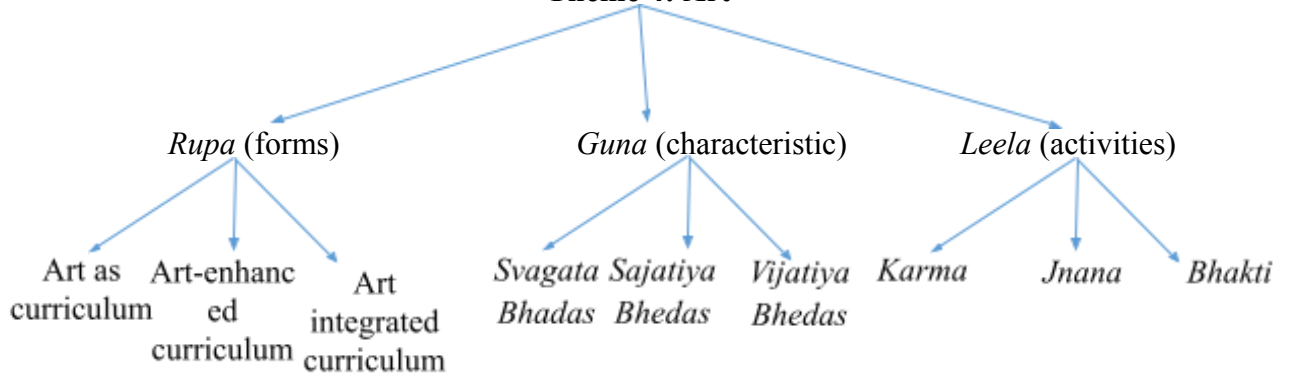 Rupa (forms)
Guna (characteristic)
Leela (activities)
Art as
curriculum
Art-enhanc
ed
curriculum
Art
integrated
curriculum
Svagata
Bhadas
Sajatiya
Bhedas
Vijatiya
Bhedas
Karma
Jnana
Bhakti